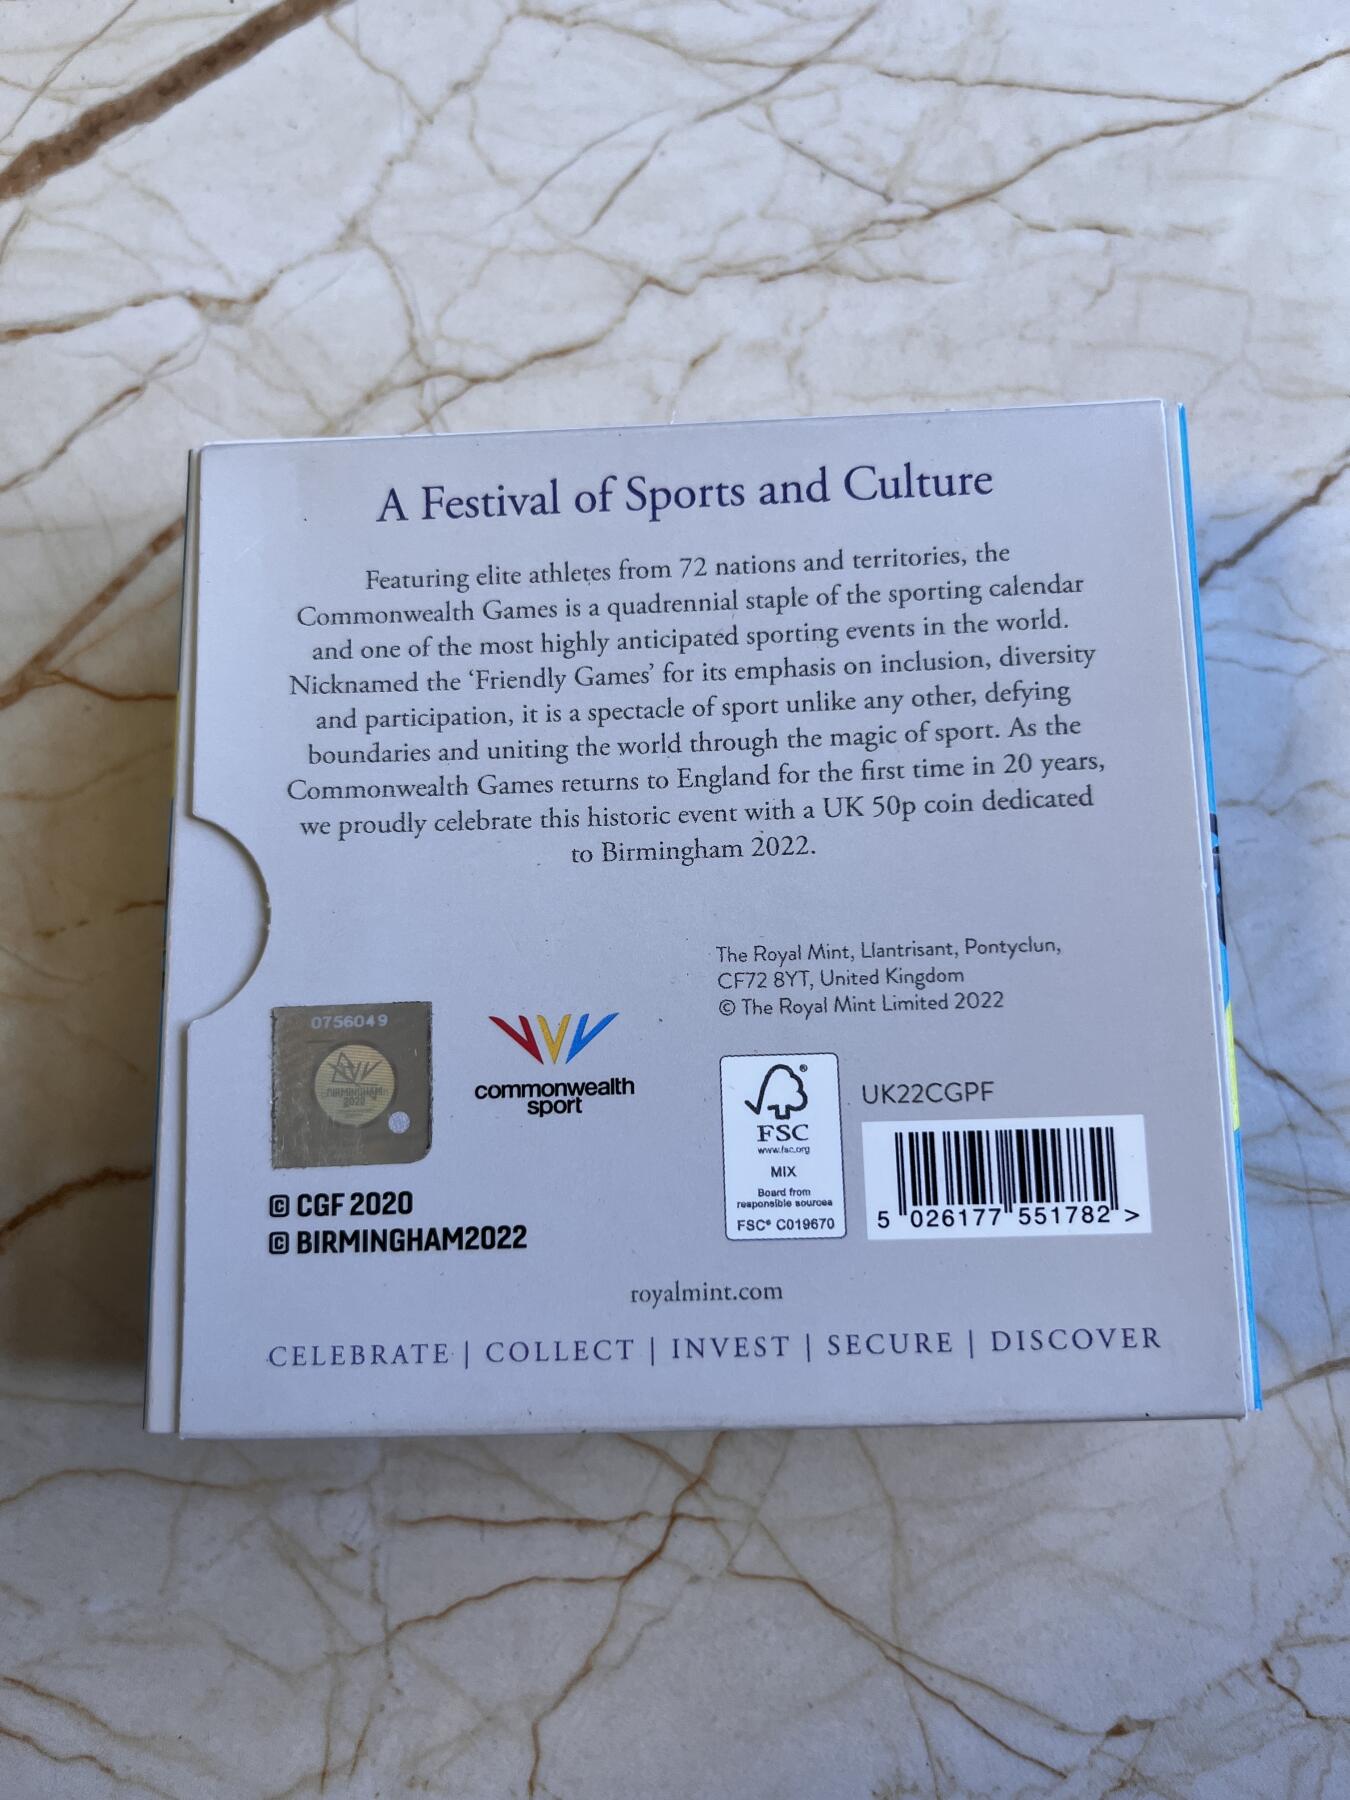 A Festival of Sports and Culture
Featuring elite athletes from 72 nations and territories, the
Commonwealth Games is a quadrennial staple of the sporting calendar
and one of the most highly anticipated sporting events in the world.
Nicknamed the ‘Friendly Games’ for its emphasis on inclusion, diversity
and participation, it is a spectacle of sport unlike any other, defying
boundaries and uniting the world through the magic of sport. As the
Commonwealth Games returns to England for the first time in 20 years,
we proudly celebrate this historic event with a UK 50p coin dedicated
to Birmingham 2022.
The Royal Mint, Llantrisant, Pontyclun,
CF72 8YT, United Kingdom
© The Royal Mint Limited 2022
0756049
BIRMINGHAM
2022
commonwealth
sport
© CGF 2020
© BIRMINGHAM2022
®
FSC
www.fsc.org
MIX
Board from
responsible sources
FSC® C019670
UK22CGPF
5 026177 551782 >
royalmint.com
CELEBRATE | COLLECT | INVEST | SECURE | DISCOVER